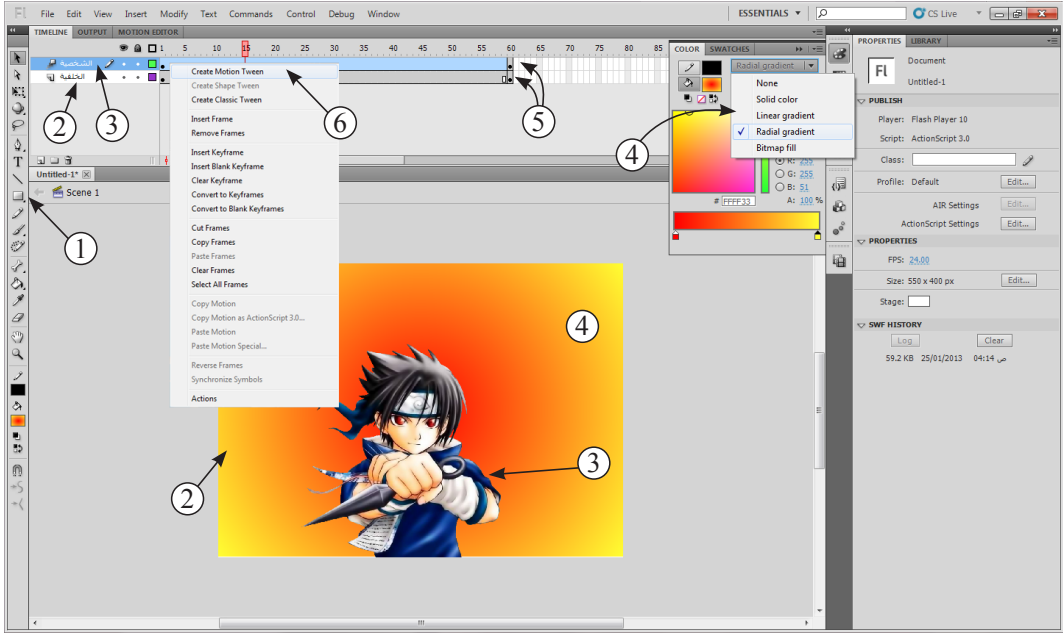 Fl File Edit View Insert Modify Text Commands Control Debug Window ESSENTIALS CS Live
TIMELINE OUTPUT MOTION EDITOR
1 5 10 15 20 25 30 35 40 45 50 55 60 65 70 75 80 85
الشخصية
الخلفية
2 3
Untitled-1*
Scene 1
1
Create Motion Tween
Create Shape Tween
Create Classic Tween
Insert Frame
Remove Frames
Insert Keyframe
Insert Blank Keyframe
Clear Keyframe
Convert to Keyframes
Convert to Blank Keyframes
Cut Frames
Copy Frames
Paste Frames
Clear Frames
Select All Frames
Copy Motion
Copy Motion as ActionScript 3.0...
Paste Motion
Paste Motion Special...
Reverse Frames
Synchronize Symbols
Actions
6
5
4
COLOR SWATCHES
Radial gradient
None
Solid color
Linear gradient
Radial gradient
Bitmap fill
R: 255
G: 255
B: 51
A: 100 %
# FFFF33
4
3
2
PROPERTIES LIBRARY
Fl
Document
Untitled-1
PUBLISH
Player: Flash Player 10
Script: ActionScript 3.0
Class:
Profile: Default Edit...
AIR Settings Edit...
ActionScript Settings Edit...
PROPERTIES
FPS: 24.00
Size: 550 x 400 px Edit...
Stage:
SWF HISTORY
Log Clear
59.2 KB 25/01/2013 04:14 ص
T